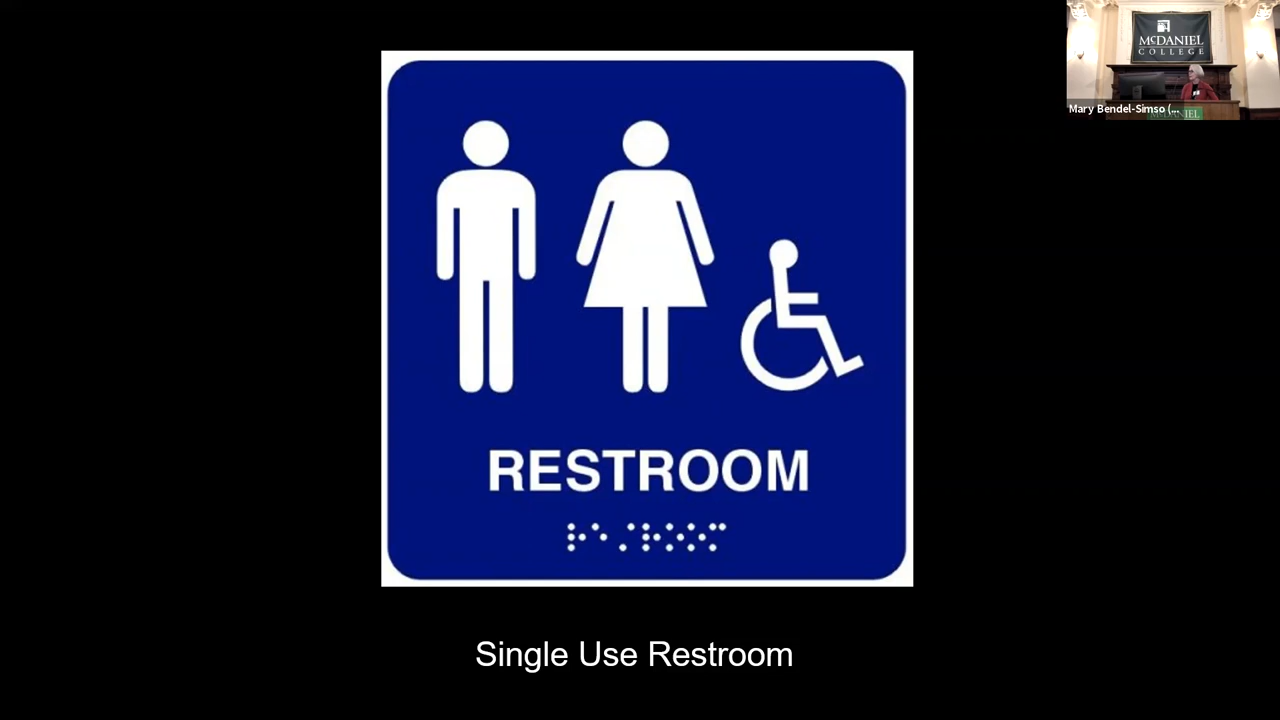 McDANIEL
COLLEGE
Mary Bendel-Simso (...
RESTROOM
⠗⠑⠌⠗⠕⠕⠍
Single Use Restroom